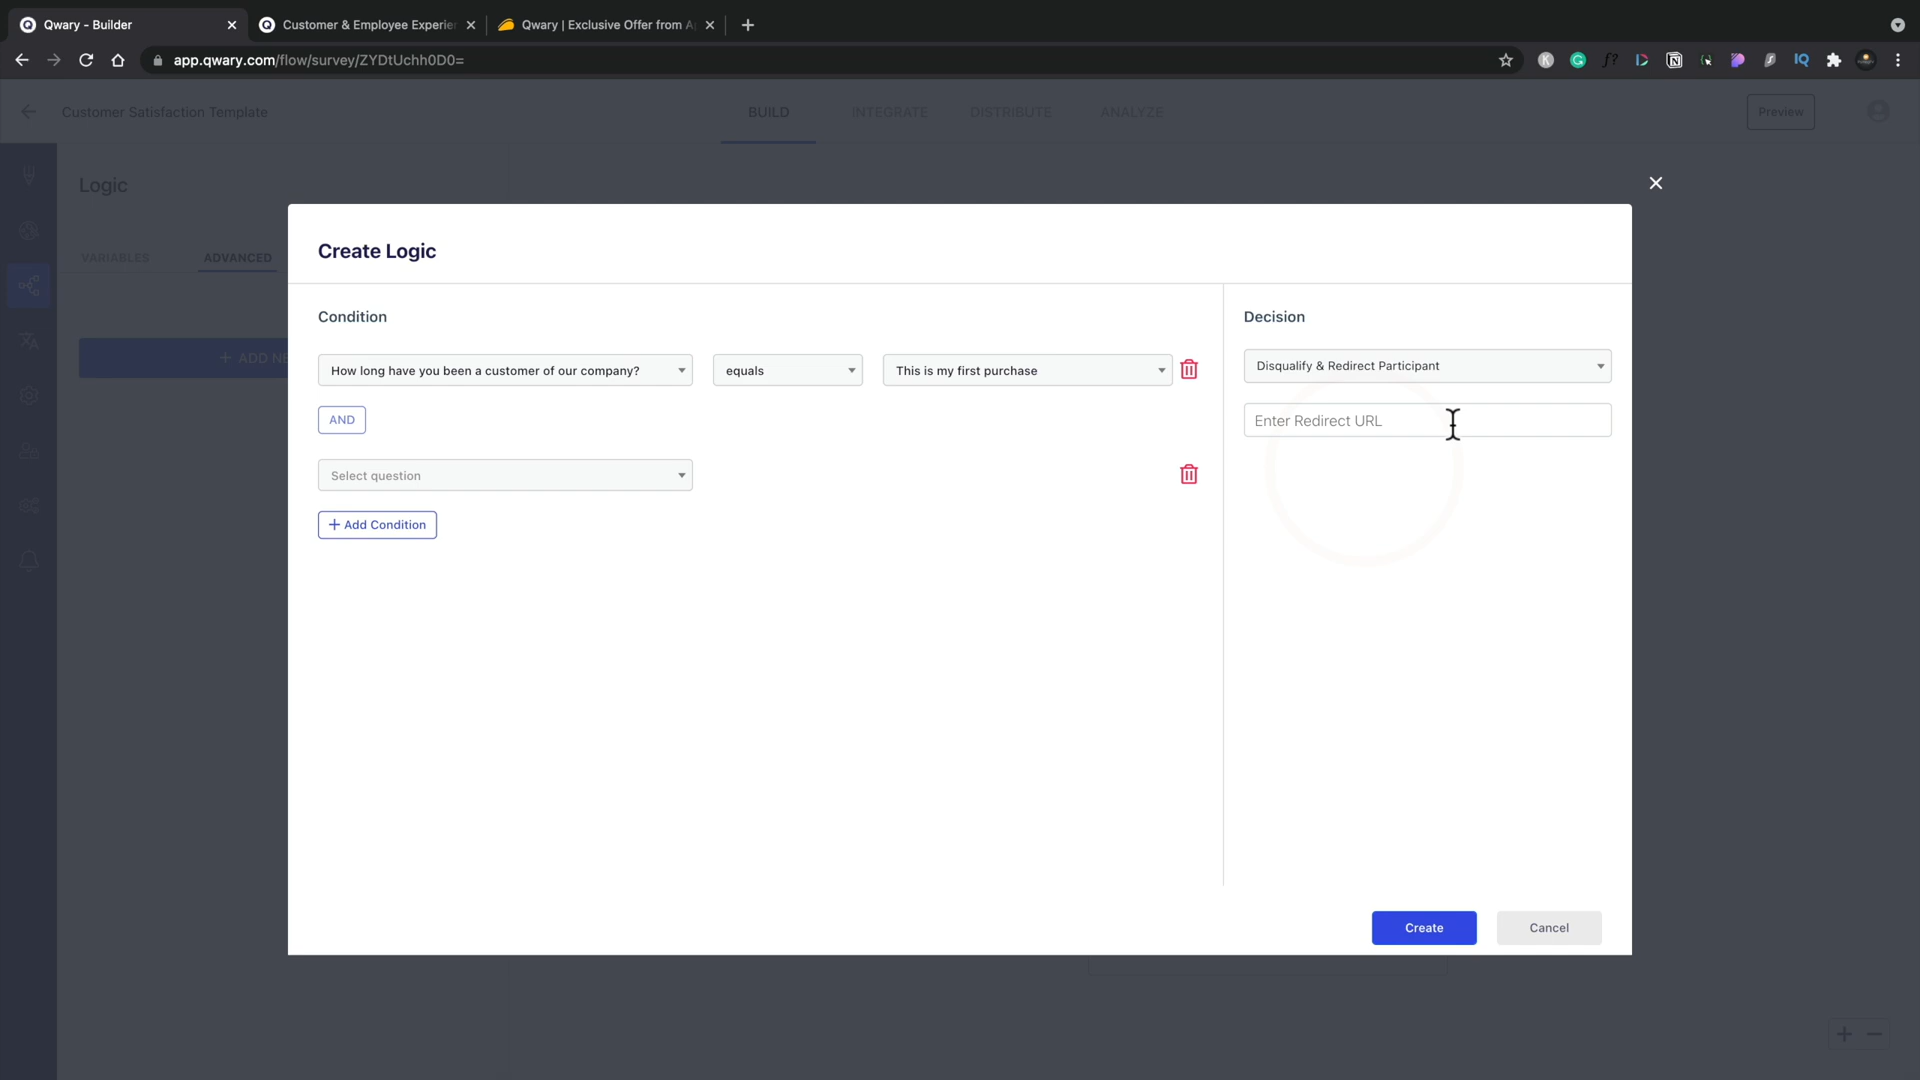 Qwary - Builder
Customer & Employee Experie
Qwary | Exclusive Offer from A
app.qwary.com/flow/survey/ZYDtUchh0D0=
Customer Satisfaction Template
BUILD
INTEGRATE
DISTRIBUTE
ANALYZE
Preview
Logic
VARIABLES
ADVANCED
+ ADD NE
Create Logic
Condition
Decision
How long have you been a customer of our company?
equals
This is my first purchase
Disqualify & Redirect Participant
AND
Enter Redirect URL
Select question
+ Add Condition
Create
Cancel